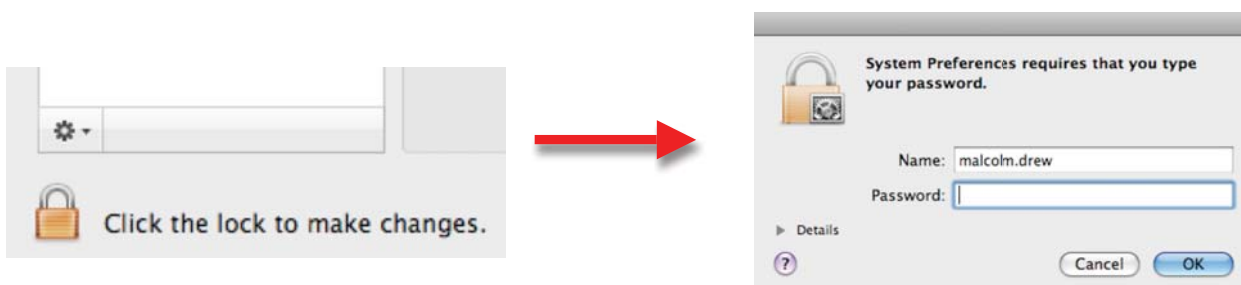 Click the lock to make changes.
System Preferences requires that you type
your password.
Name: malcolm.drew
Password:
Details
?
Cancel OK